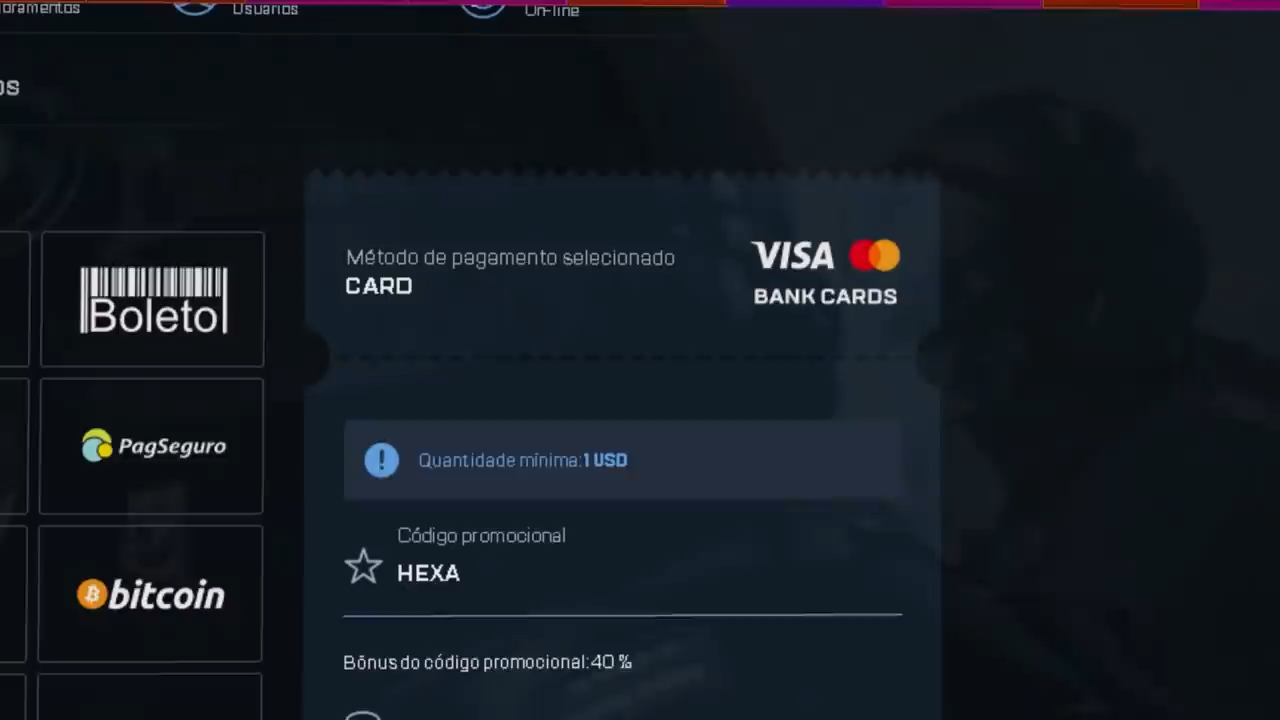 Usuários
On-line
Método de pagamento selecionado
CARD
VISA
BANK CARDS
Boleto
PagSeguro
Quantidade mínima:1 USD
Código promocional
HEXA
bitcoin
Bônus do código promocional:40 %